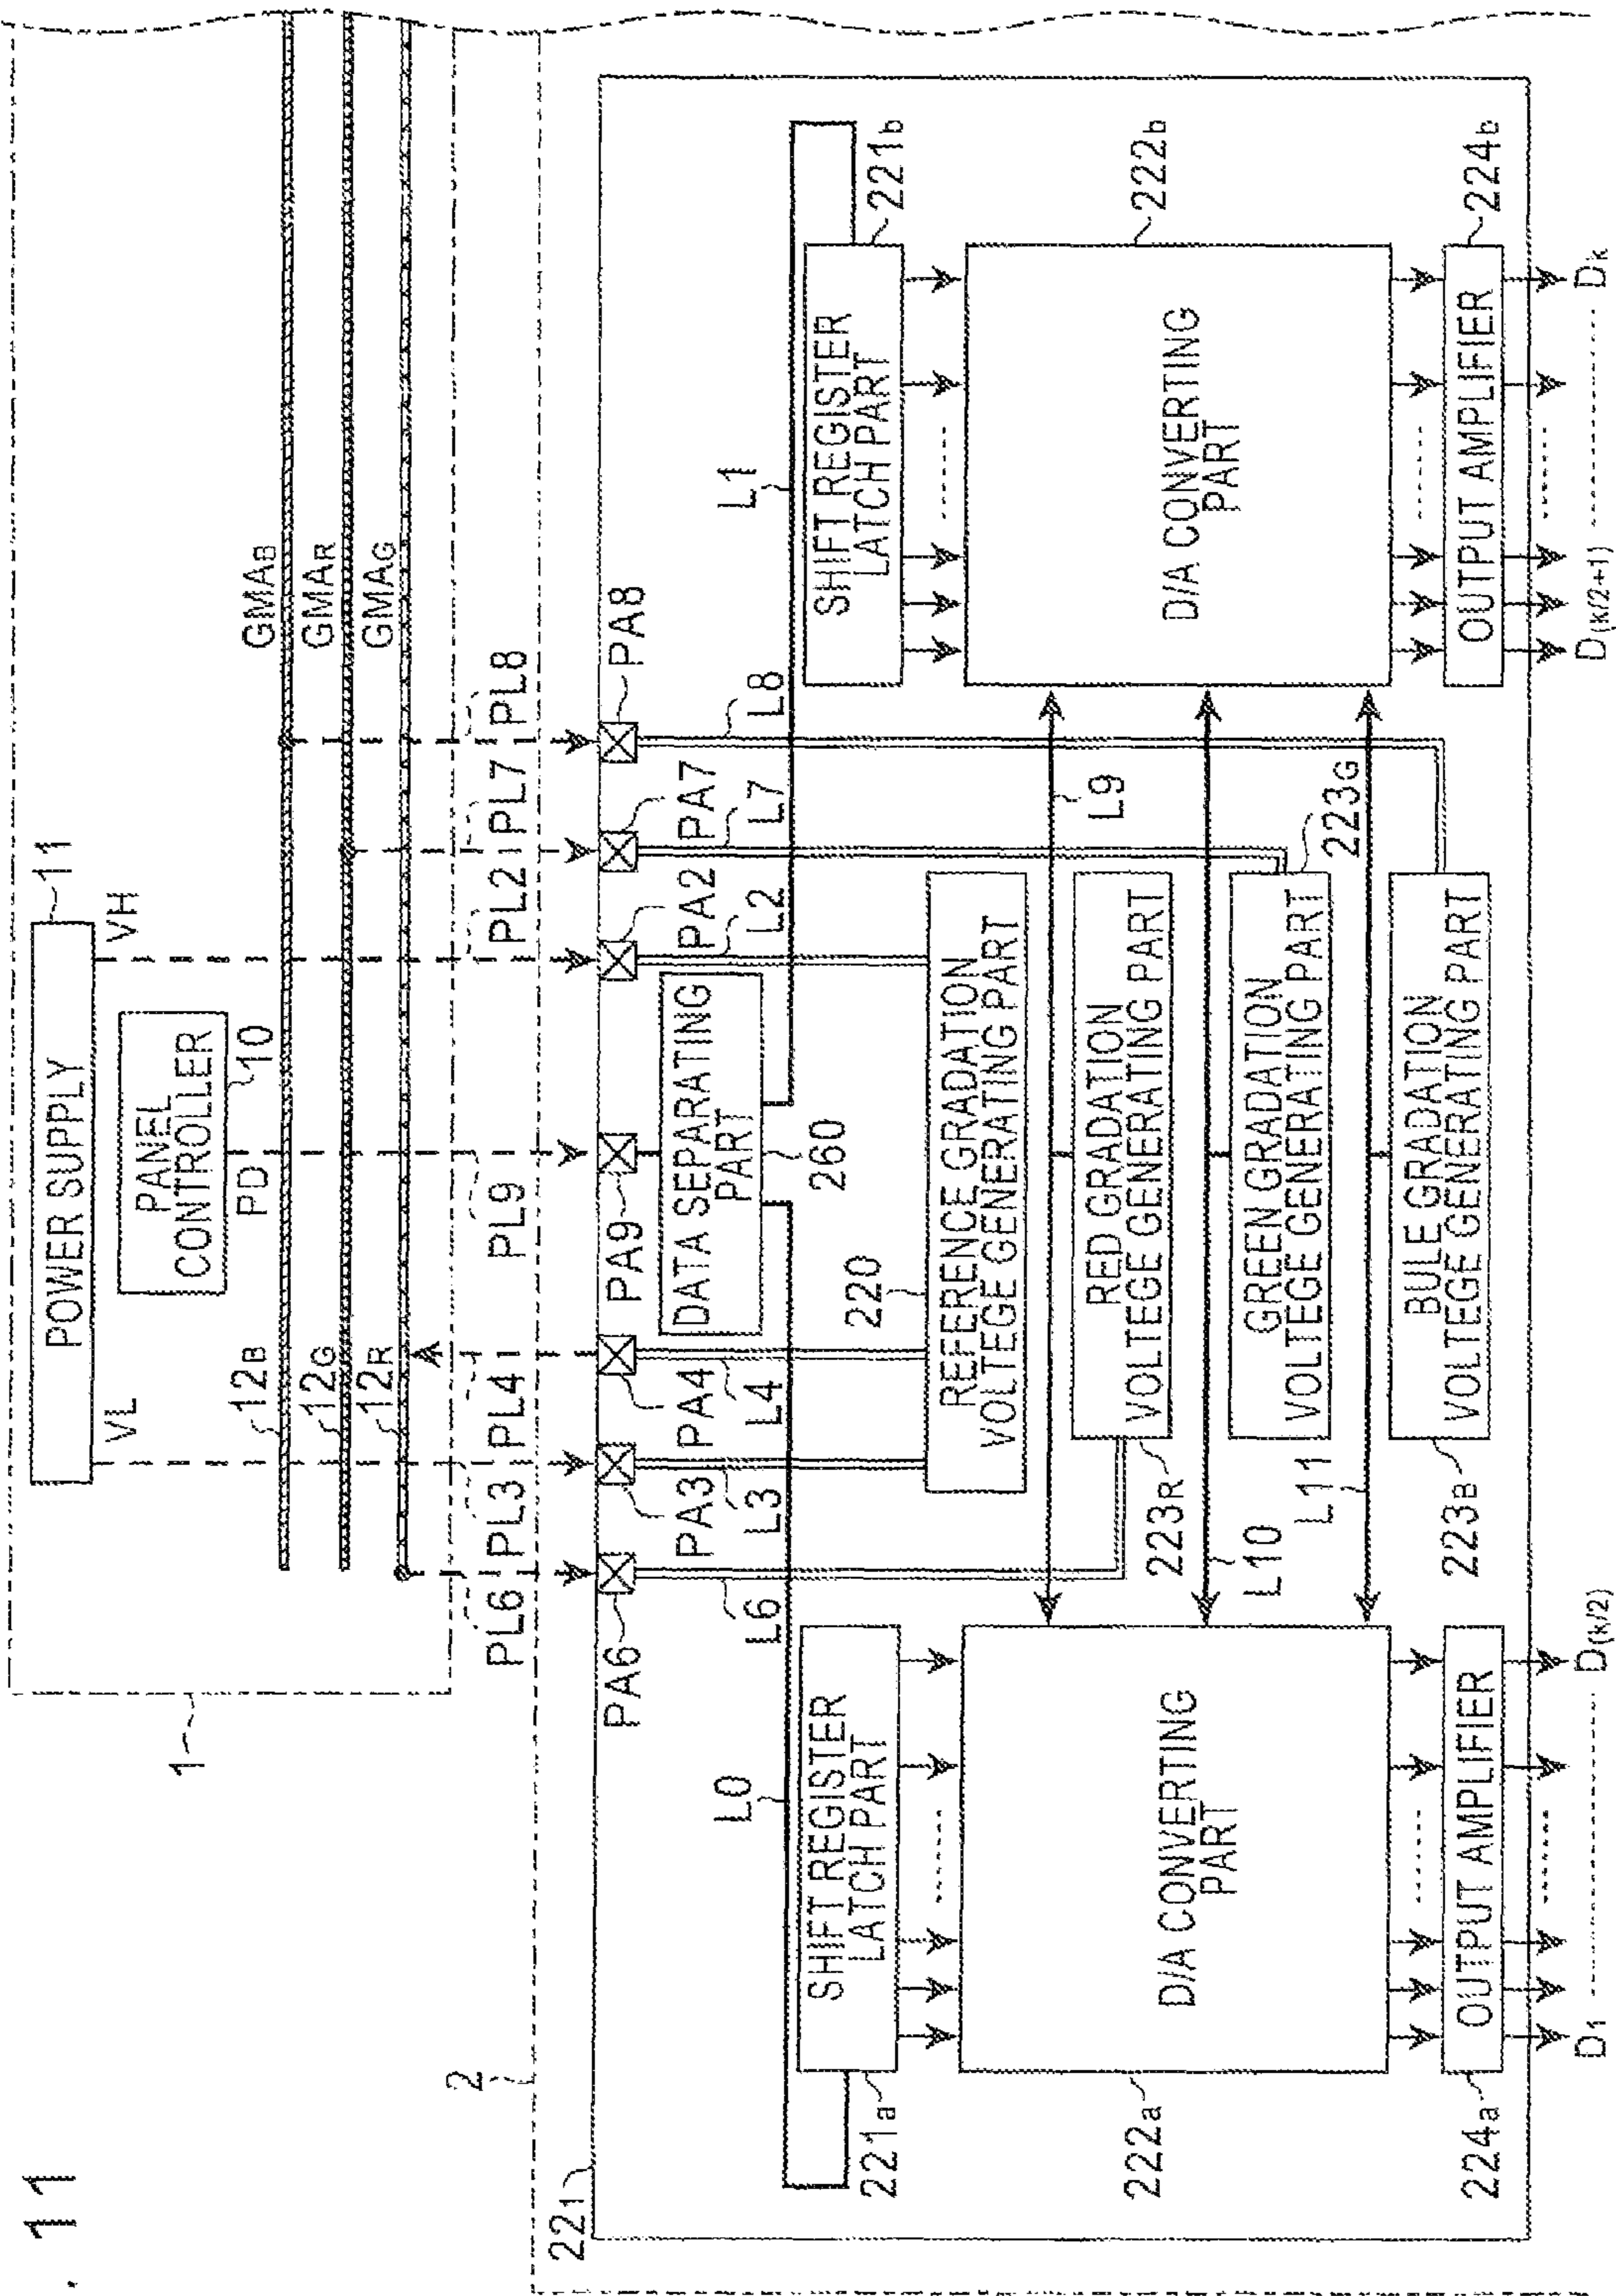 . 11
1
POWER SUPPLY
11
VL
VH
PANEL
CONTROLLER
10
PD
12B
12G
12R
GMAB
GMAR
GMAG
2
PL6
PL3
PL4
PL9
PL2
PL7
PL8
221
PA6
PA3
PA4
PA9
PA2
PA7
PA8
L6
L3
L4
L2
L7
L8
DATA SEPARATING
PART
260
L0
L1
SHIFT REGISTER
LATCH PART
221a
SHIFT REGISTER
LATCH PART
221b
220
REFERENCE GRADATION
VOLTEGE GENERATING PART
L9
D/A CONVERTING
PART
222a
D/A CONVERTING
PART
222b
RED GRADATION
VOLTEGE GENERATING PART
223R
L10
GREEN GRADATION
VOLTEGE GENERATING PART
223G
L11
BULE GRADATION
VOLTEGE GENERATING PART
223B
OUTPUT AMPLIFIER
224a
OUTPUT AMPLIFIER
224b
D1
D(k/2)
D(k/2+1)
Dk